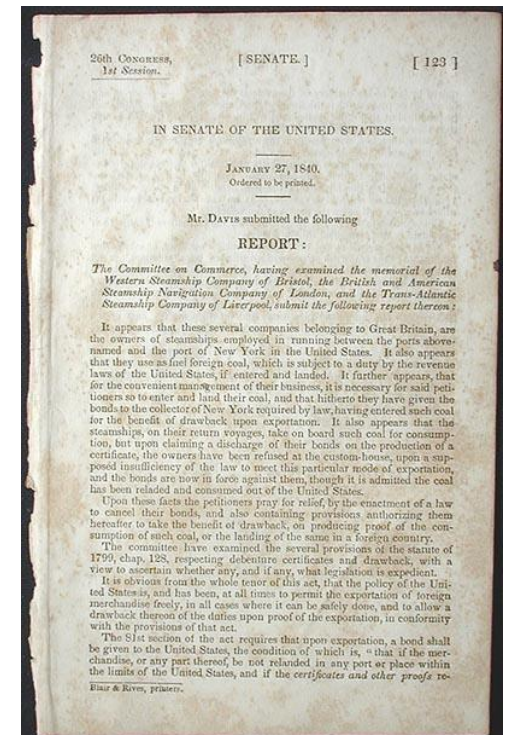 26th Congress,
1st Session.
[ SENATE. ]
[ 123 ]
IN SENATE OF THE UNITED STATES.
January 27, 1840.
Ordered to be printed.
Mr. Davis submitted the following
REPORT:
The Committee on Commerce, having examined the memorial of the
Western Steamship Company of Bristol, the British and American
Steamship Navigation Company of London, and the Trans-Atlantic
Steamship Company of Liverpool, submit the following report thereon:
It appears that these several companies belonging to Great Britain, are
the owners of steamships employed in running between the ports above-
named and the port of New York in the United States. It also appears
that they use as fuel foreign coal, which is subject to a duty by the revenue
laws of the United States, if entered and landed. It further appears, that
for the convenient management of their business, it is necessary for said peti-
tioners so to enter and land their coal, and that hitherto they have given the
bonds to the collector of New York required by law, having entered such coal
for the benefit of drawback upon exportation. It also appears that the
steamships, on their return voyages, take on board such coal for consump-
tion, but upon claiming a discharge of their bonds on the production of a
certificate, the owners have been refused at the custom-house, upon a sup-
posed insufficiency of the law to meet this particular mode of exportation,
and the bonds are now in force against them, though it is admitted the coal
has been reladed and consumed out of the United States.
Upon these facts the petitioners pray for relief, by the enactment of a law
to cancel their bonds, and also containing provisions authorizing them
hereafter to take the benefit of drawback, on producing proof of the con-
sumption of such coal, or the landing of the same in a foreign country.
The committee have examined the several provisions of the statute of
1799, chap. 128, respecting debenture certificates and drawback, with a
view to ascertain whether any, and if any, what legislation is expedient.
It is obvious from the whole tenor of this act, that the policy of the Uni-
ted States is, and has been, at all times to permit the exportation of foreign
merchandise freely, in all cases where it can be safely done, and to allow a
drawback thereon of the duties upon proof of the exportation, in conformity
with the provisions of that act.
The 81st section of the act requires that upon exportation, a bond shall
be given to the United States, the condition of which is, "that if the mer-
chandise, or any part thereof, be not relanded in any port or place within
the limits of the United States, and if the certificates and other proofs re-
Blair & Rives, printers.